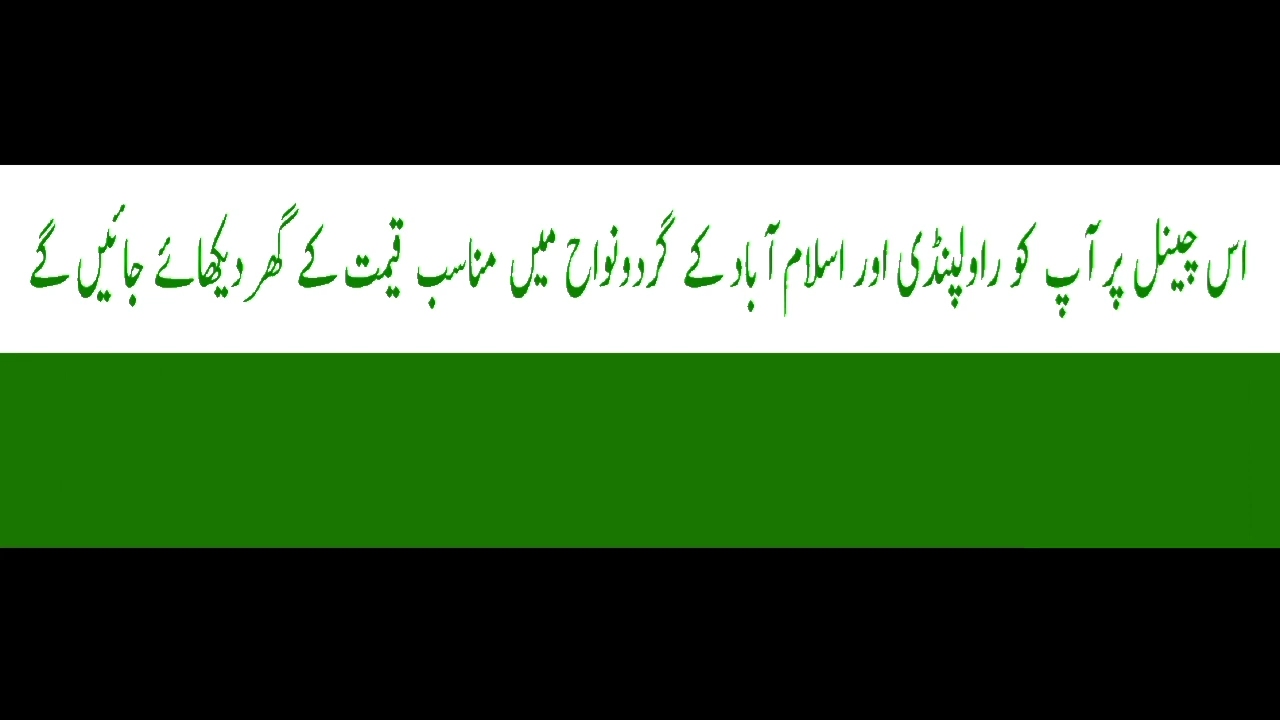 اس چینل پر آپ کو راولپنڈی اور اسلام آباد کے گردونواح میں مناسب قیمت کے گھر دیکھائے جائیں گے